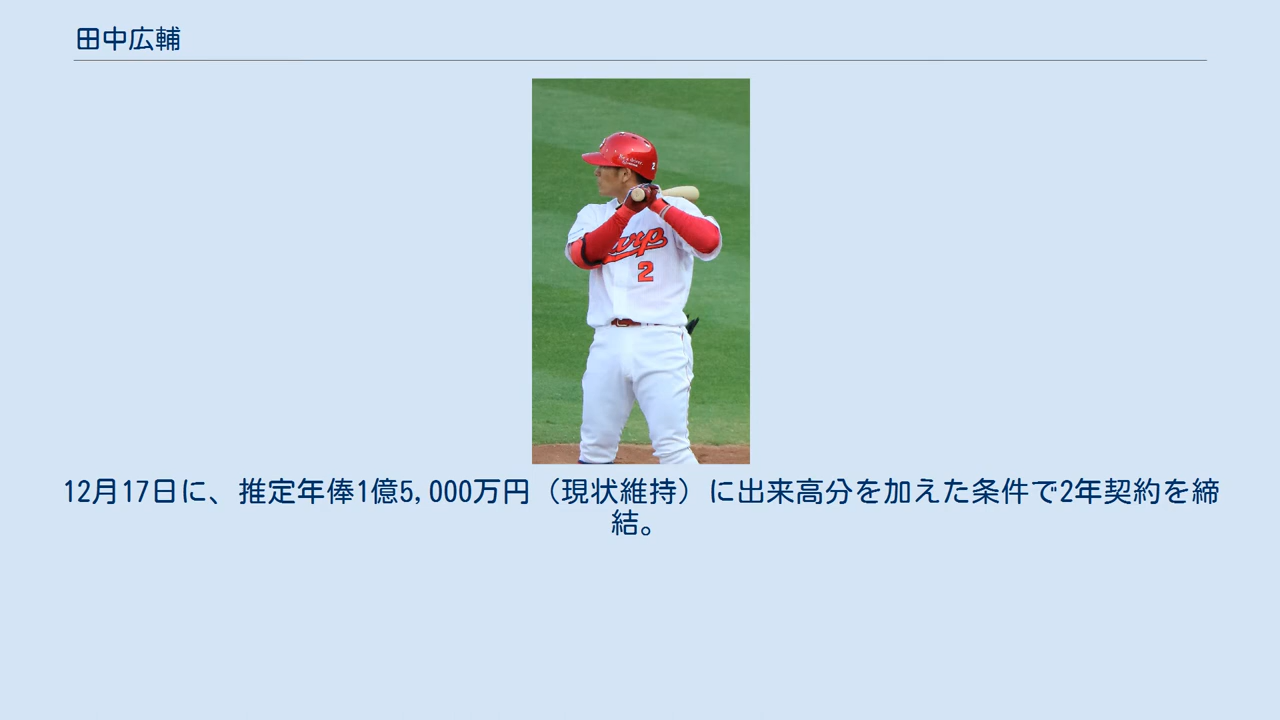 田中広輔
Carp
2
2
12月17日に、推定年俸1億5,000万円（現状維持）に出来高分を加えた条件で2年契約を締
結。